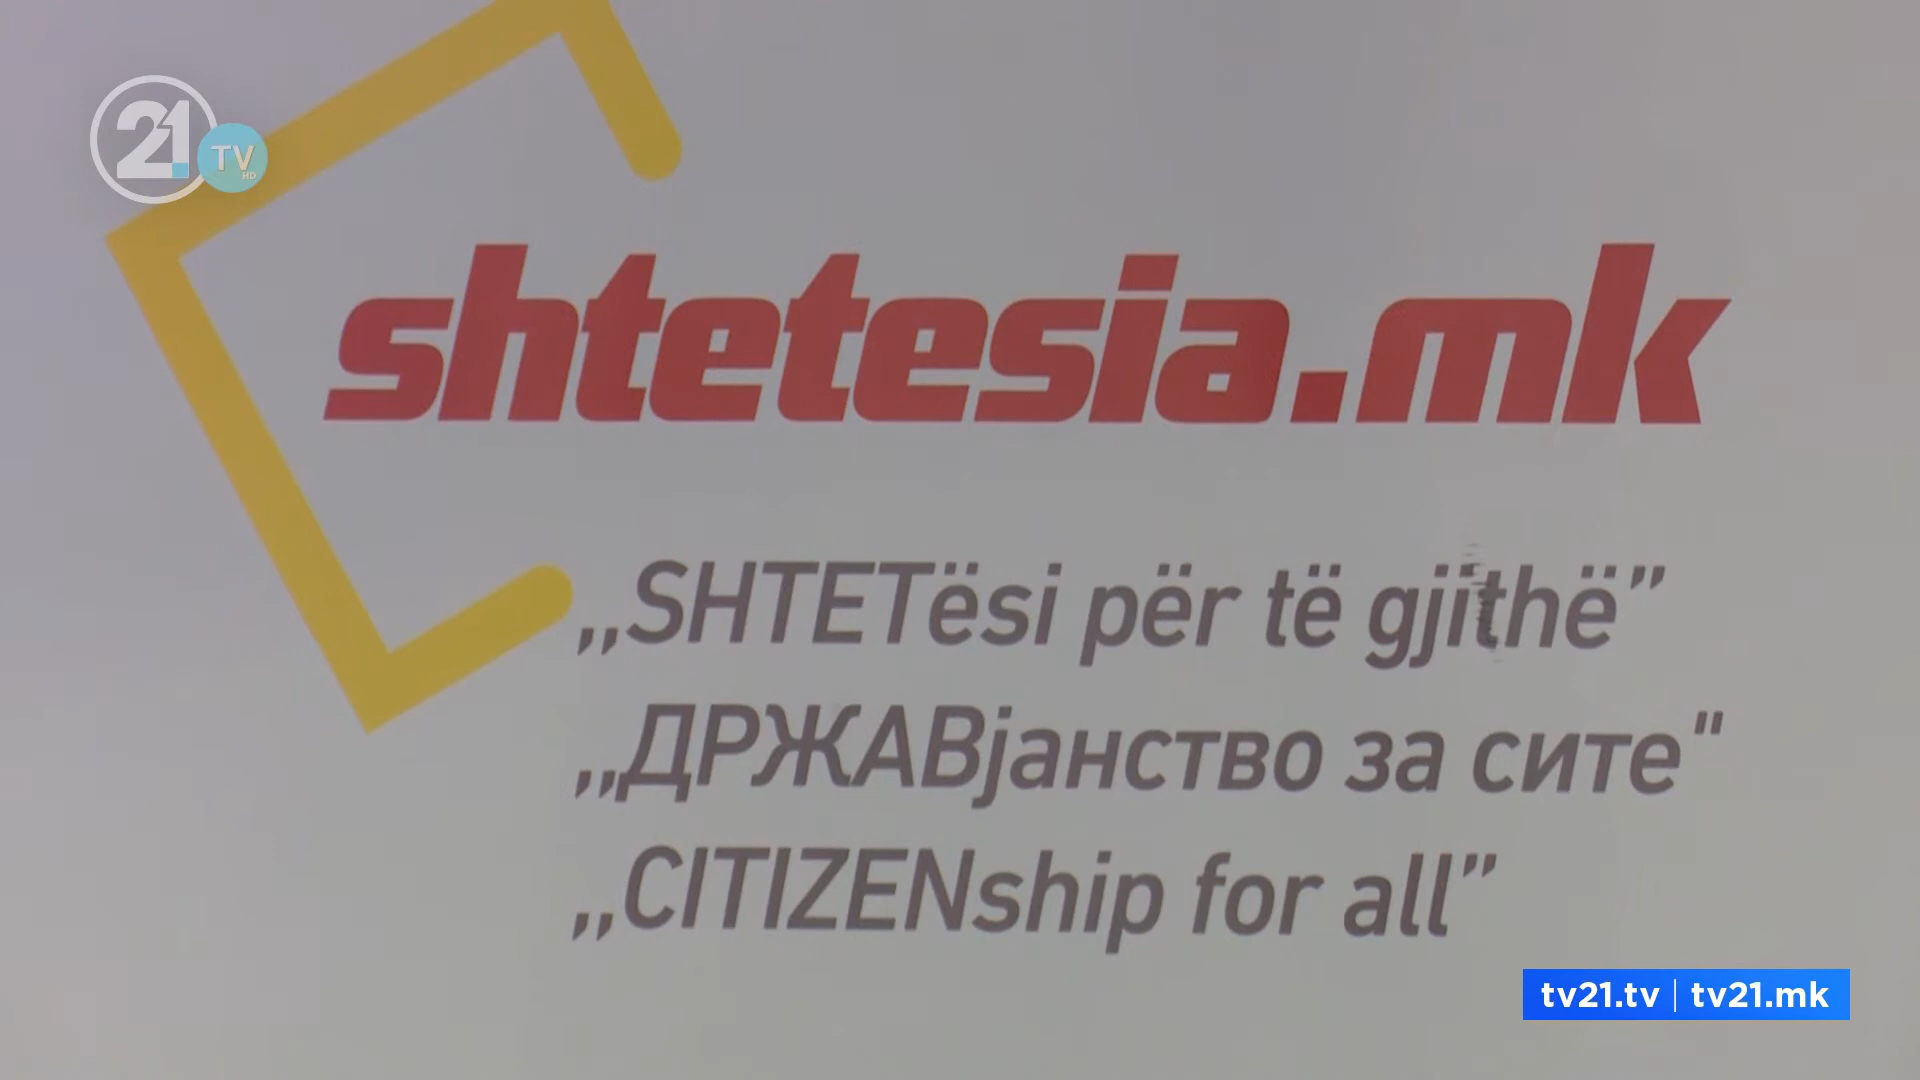 21 TV HD
shtetesia.mk
,,SHTETësi për të gjithë”
,,ДРЖАВјанство за сите"
,,CITIZENship for all”
tv21.tv | tv21.mk